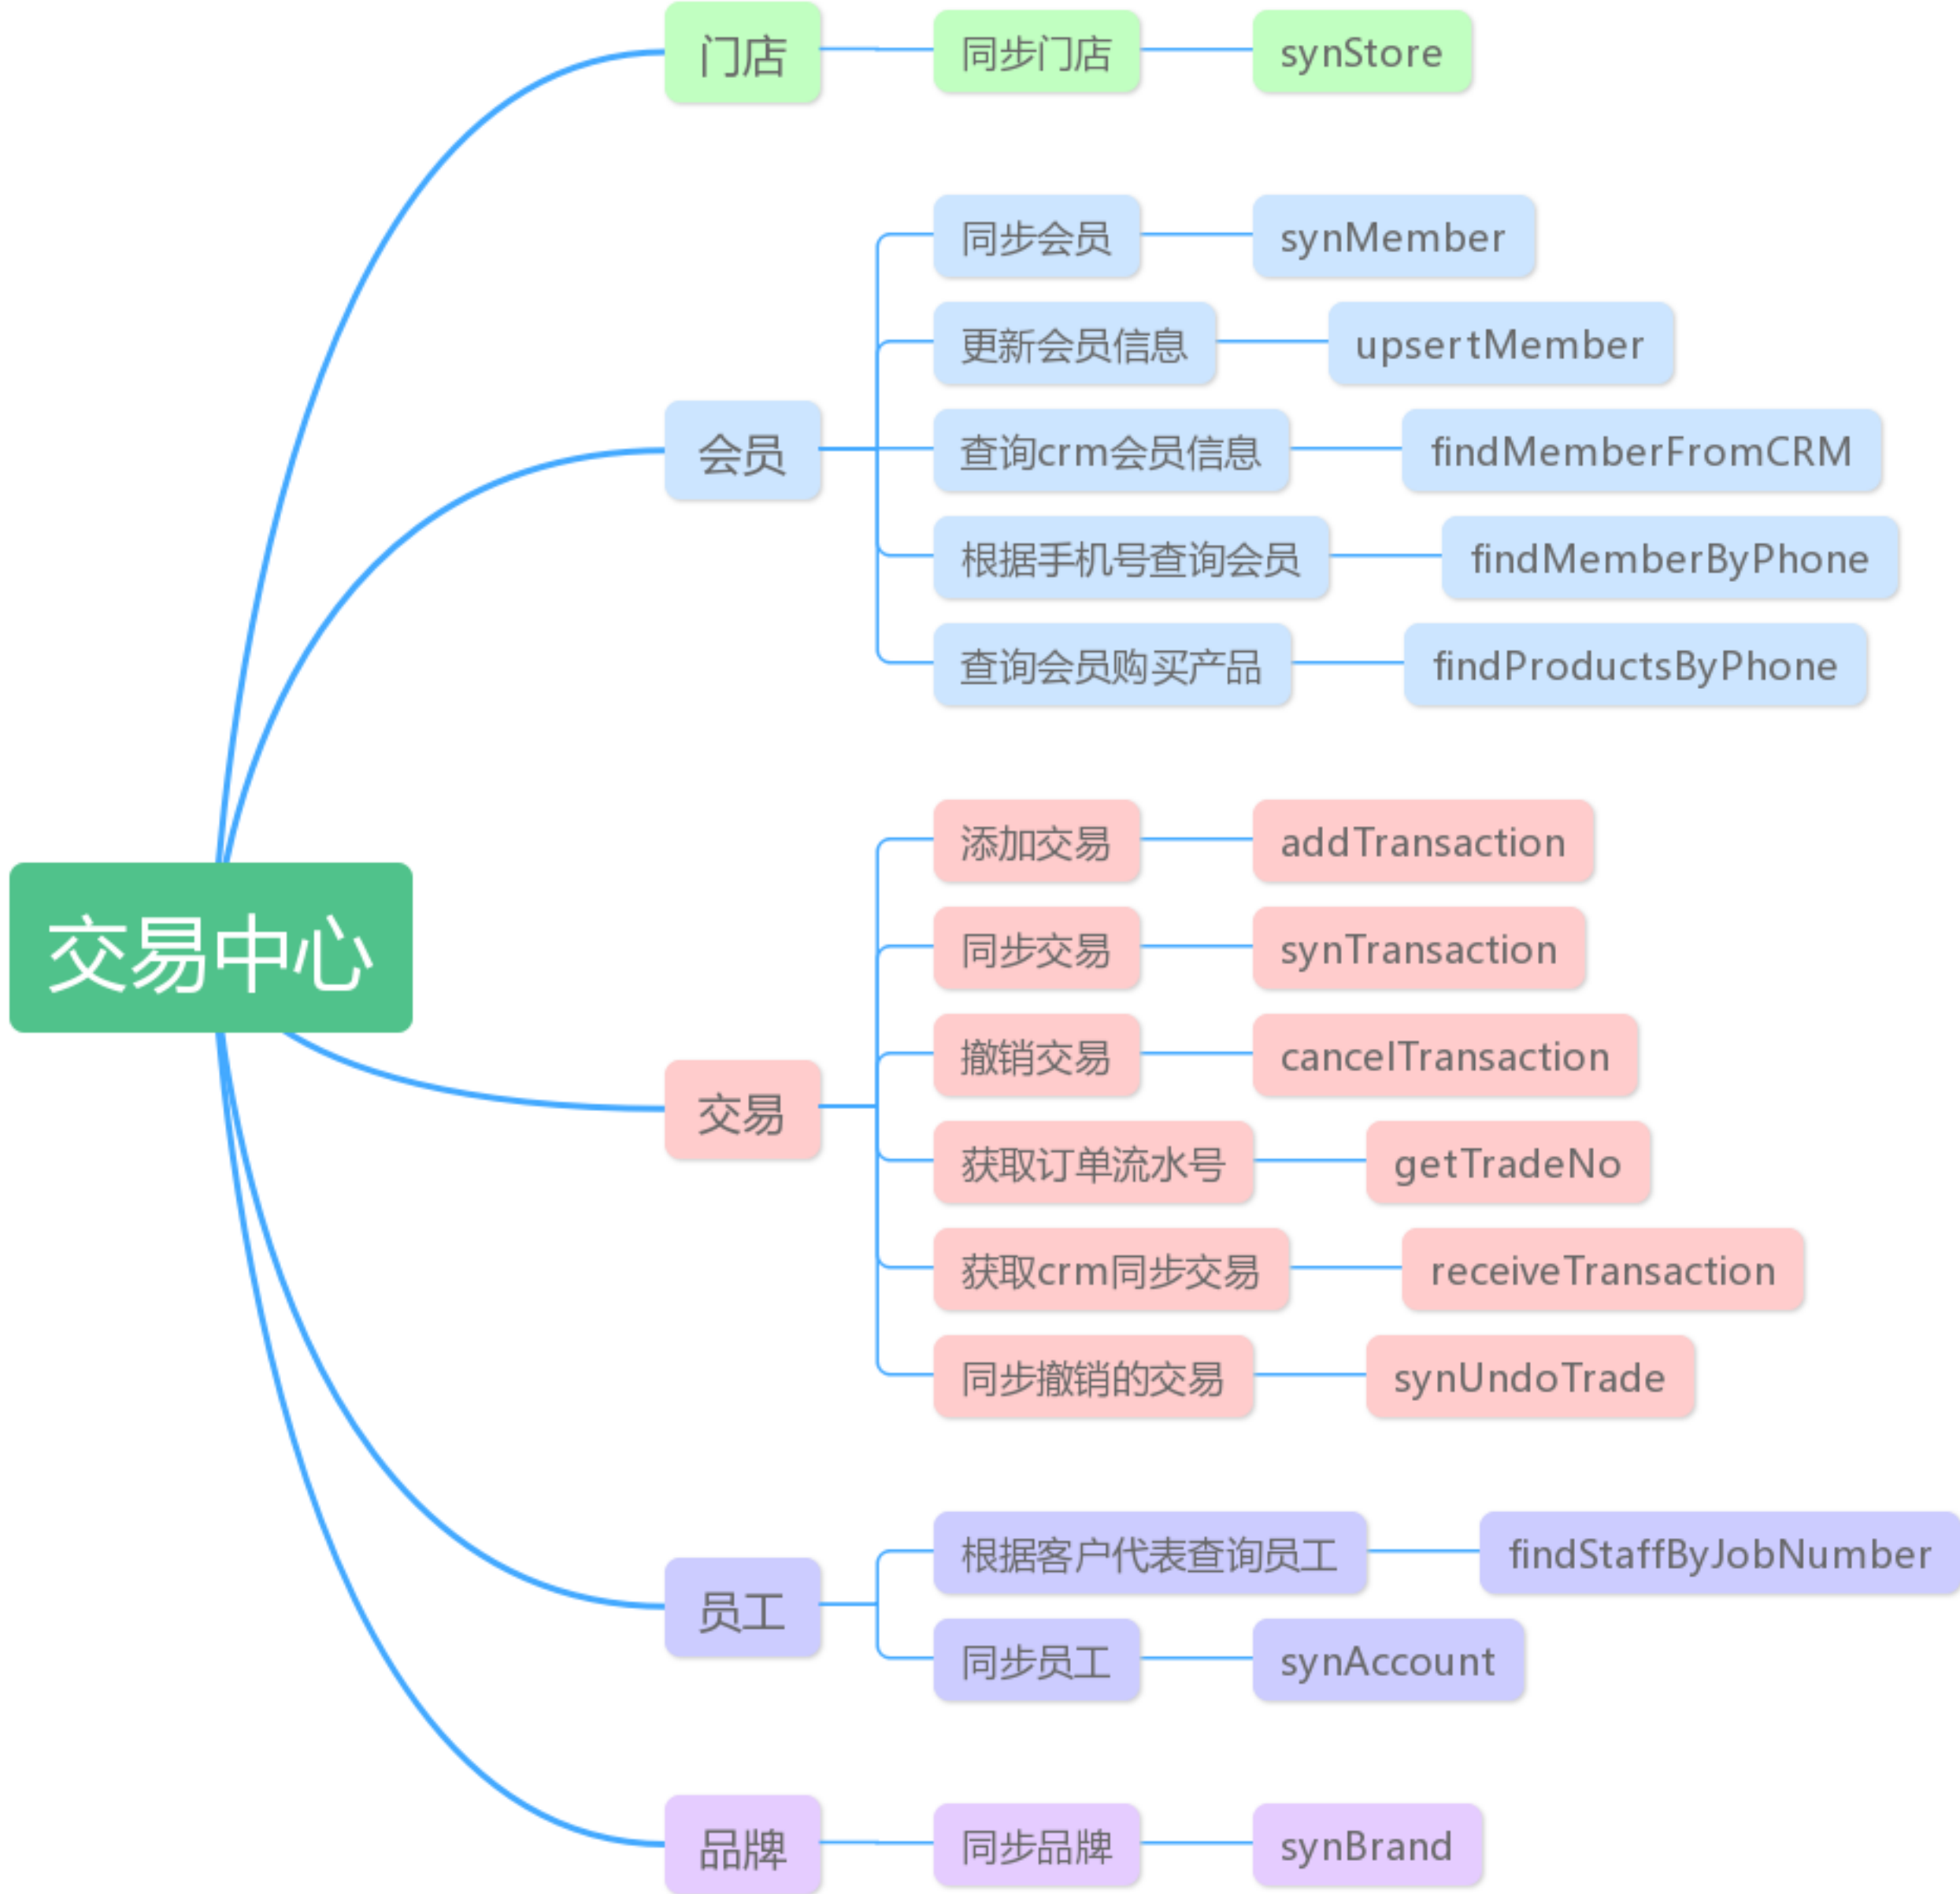 交易中心
门店
同步门店
synStore
会员
同步会员
synMember
更新会员信息
upsertMember
查询crm会员信息
findMemberFromCRM
根据手机号查询会员
findMemberByPhone
查询会员购买产品
findProductsByPhone
交易
添加交易
addTransaction
同步交易
synTransaction
撤销交易
cancelTransaction
获取订单流水号
getTradeNo
获取crm同步交易
receiveTransaction
同步撤销的交易
synUndoTrade
员工
根据客户代表查询员工
findStaffByJobNumber
同步员工
synAccount
品牌
同步品牌
synBrand